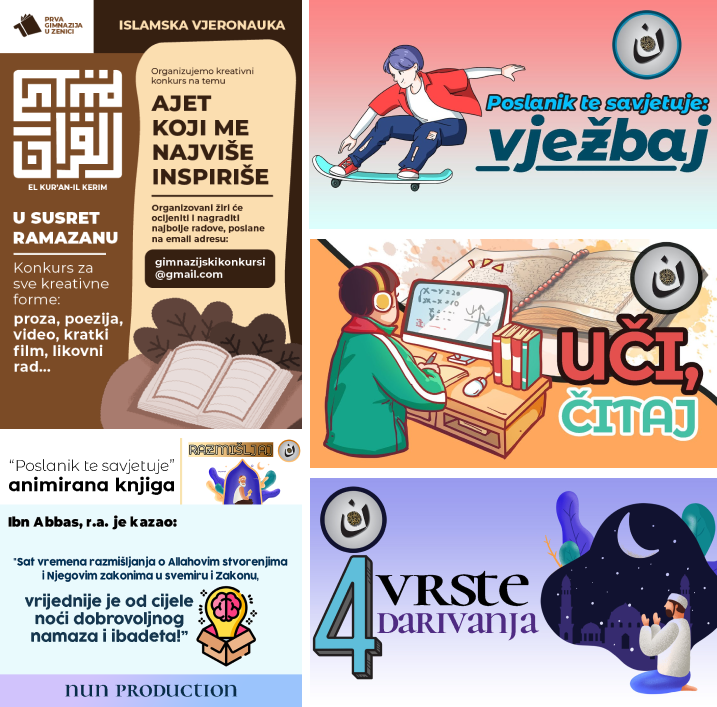 PRVA
GIMNAZIJA
U ZENICI
ISLAMSKA VJERONAUKA
EL KUR'AN-IL KERIM
U SUSRET
RAMAZANU
Konkurs za
sve kreativne
forme:
proza, poezija,
video, kratki
film, likovni
rad...
Organizujemo kreativni
konkurs na temu
AJET
KOJI ME
NAJVIŠE
INSPIRIŠE
Organizovani žiri će
ocijeniti i nagraditi
najbolje radove, poslane
na email adresu:
gimnazijskikonkursi
@gmail.com
"Poslanik te savjetuje"
animirana knjiga
RAZMIŠLJAJ
ن
Ibn Abbas, r.a. je kazao:
"Sat vremena razmišljanja o Allahovim stvorenjima
i Njegovim zakonima u svemiru i Zakonu,
vrijednije je od cijele
noći dobrovoljnog
namaza i ibadeta!"
NUN PRODUCTION
ن
Poslanik te savjetuje:
vježbaj
ن
UČI,
ČITAJ
ن
4
VRSTE
DARIVANJA